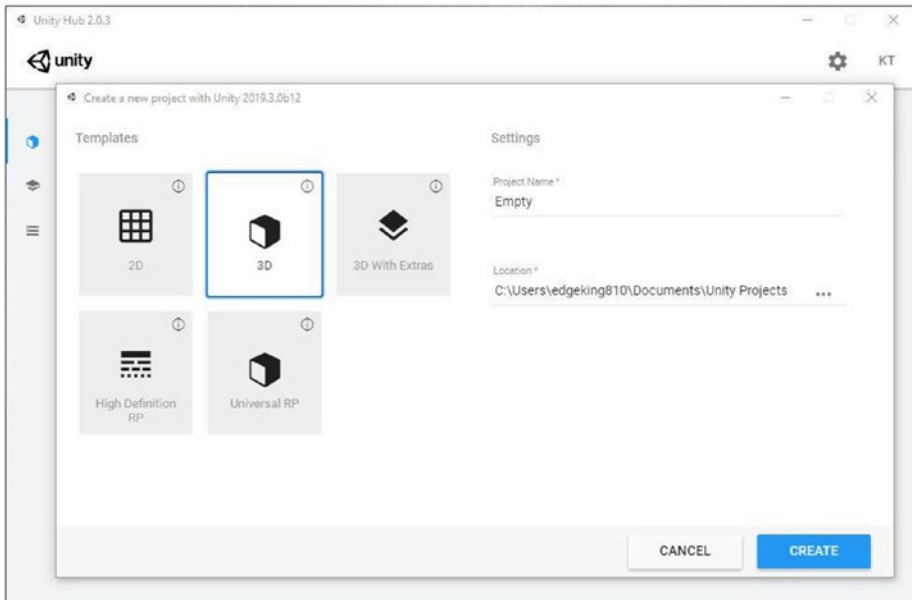 Unity Hub 2.0.3
unity
KT
Create a new project with Unity 2019.3.0b12
Templates
Settings
2D
3D
3D With Extras
High Definition
RP
Universal RP
Project Name *
Empty
Location *
C:\Users\edgeking810\Documents\Unity Projects
...
CANCEL
CREATE